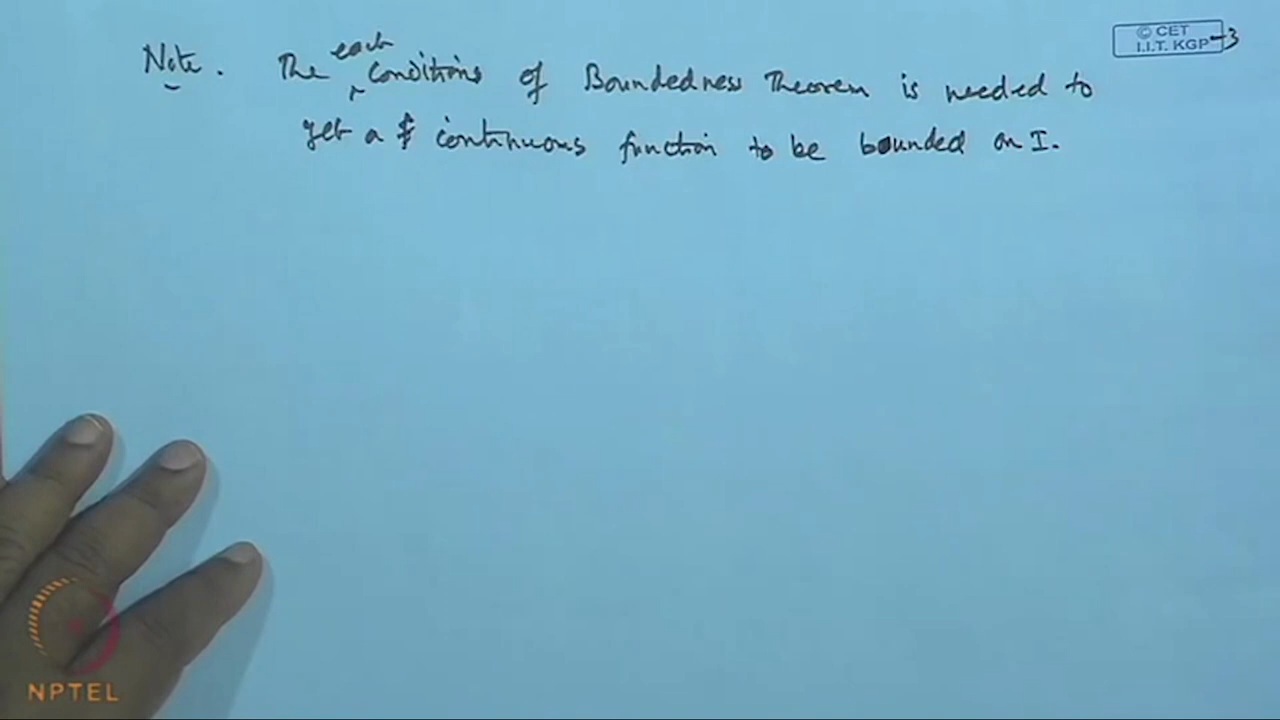 Note. The each conditions of Boundedness Theorem is needed to
get a continuous function to be bounded on I.
© CET
I.I.T. KGP -3
NPTEL